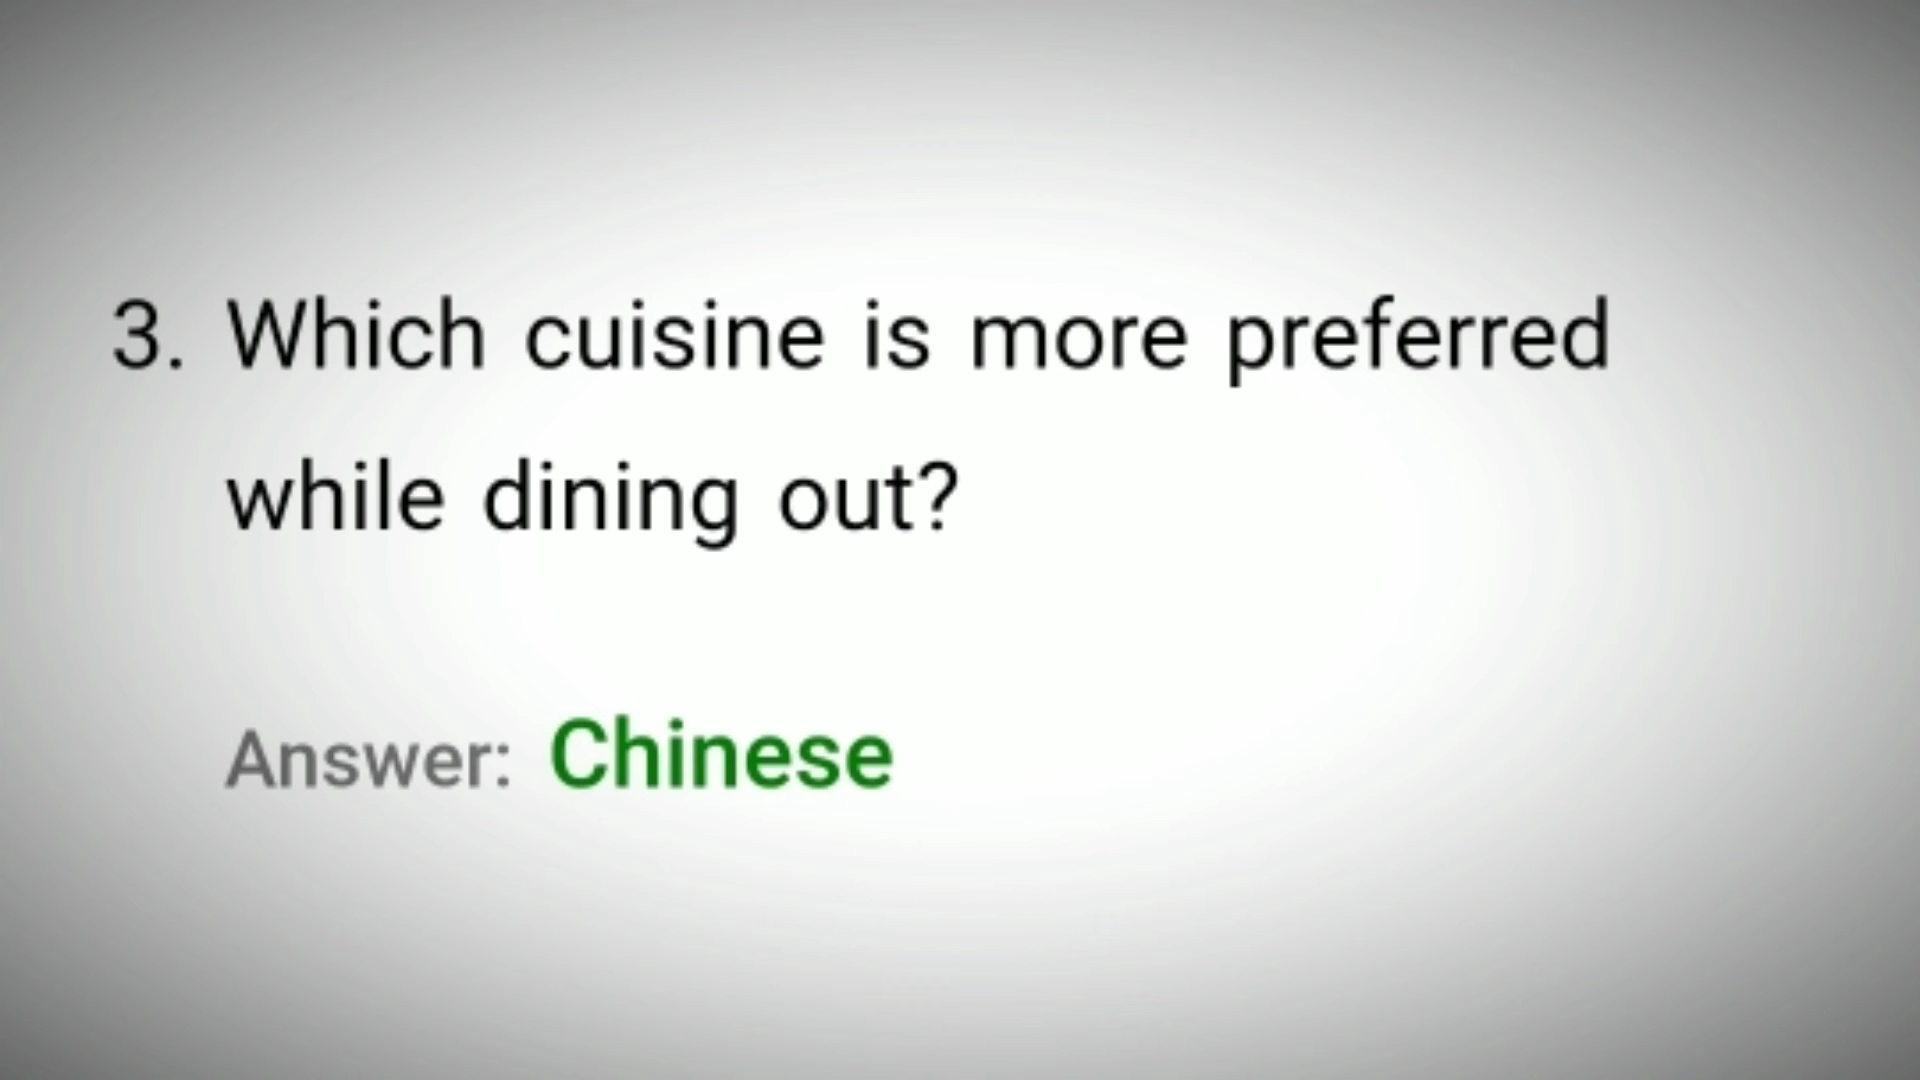 3. Which cuisine is more preferred
while dining out?
Answer: Chinese